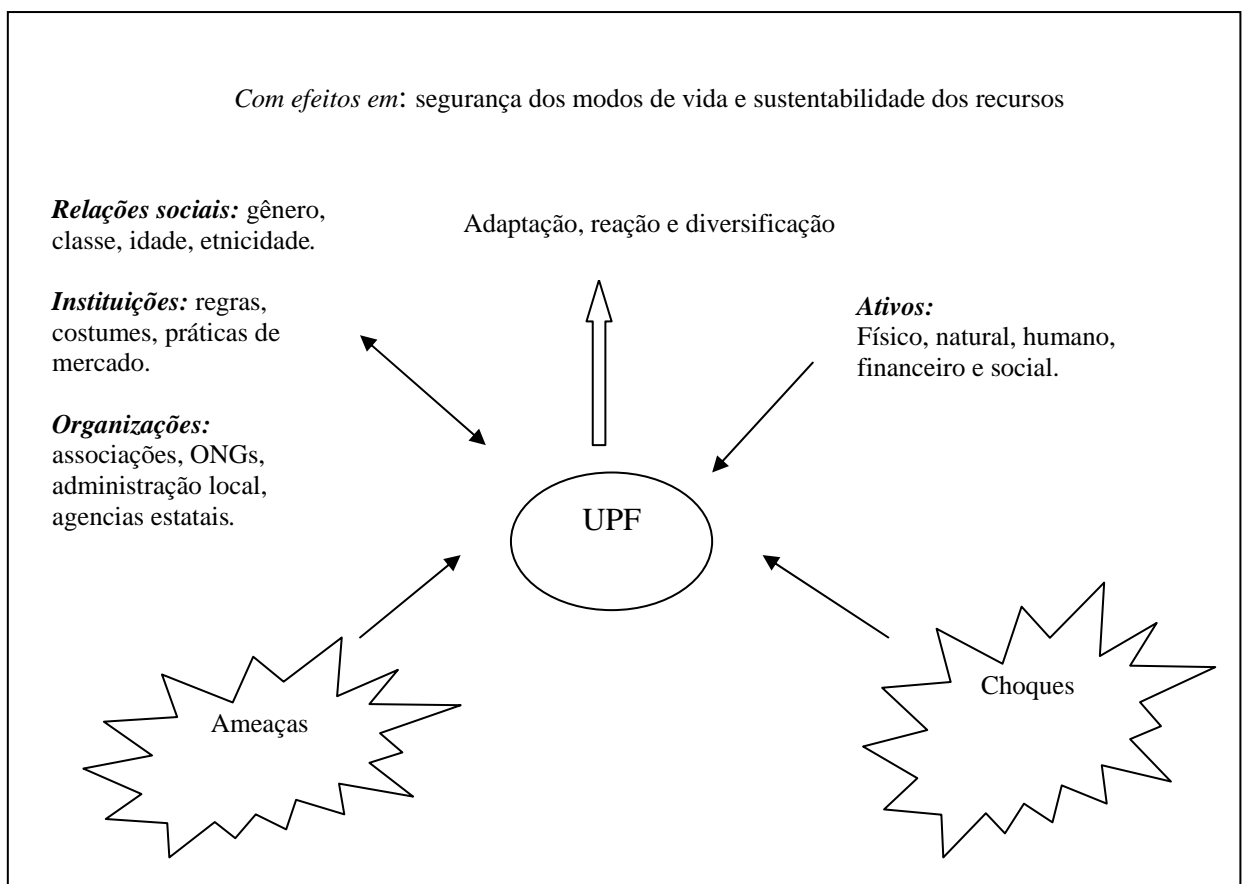 Com efeitos em: segurança dos modos de vida e sustentabilidade dos recursos
Relações sociais: gênero,
classe, idade, etnicidade.
Adaptação, reação e diversificação
Instituições: regras,
costumes, práticas de
mercado.
Ativos:
Físico, natural, humano,
financeiro e social.
Organizações:
associações, ONGs,
administração local,
agencias estatais.
UPF
Ameaças
Choques